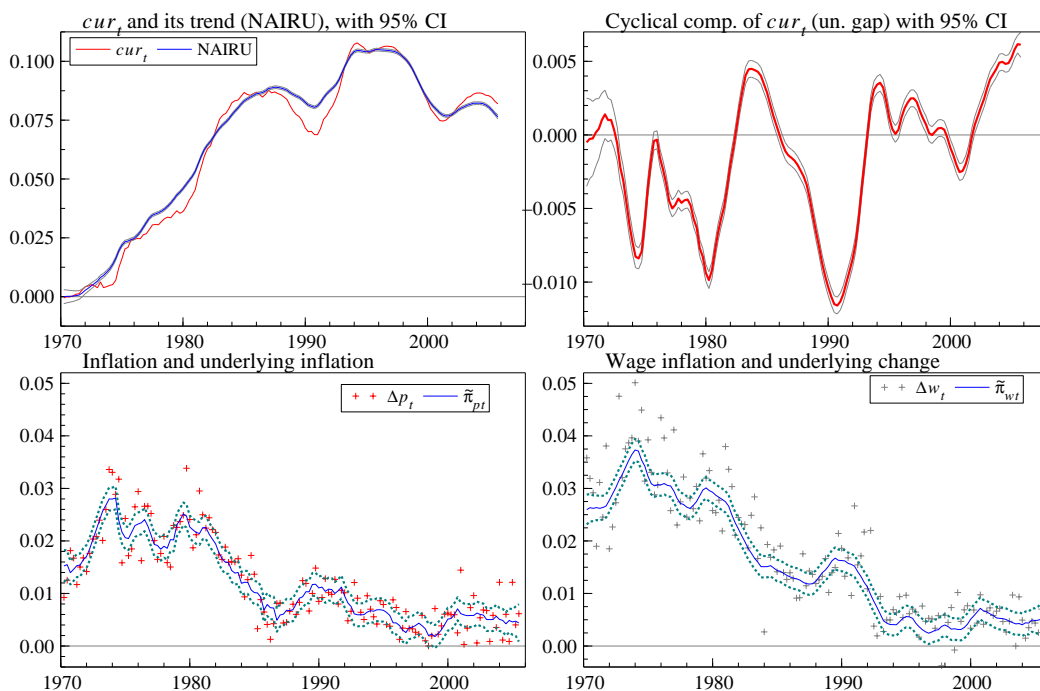 cur_t and its trend (NAIRU), with 95% CI
cur_t NAIRU
0.100
0.075
0.050
0.025
0.000
1970 1980 1990 2000
Cyclical comp. of cur_t (un. gap) with 95% CI
0.005
0.000
−0.005
−0.010
1970 1980 1990 2000
Inflation and underlying inflation
Δp_t π̃_pt
0.05
0.04
0.03
0.02
0.01
0.00
1970 1980 1990 2000
Wage inflation and underlying change
Δw_t π̃_wt
0.05
0.04
0.03
0.02
0.01
0.00
1970 1980 1990 2000